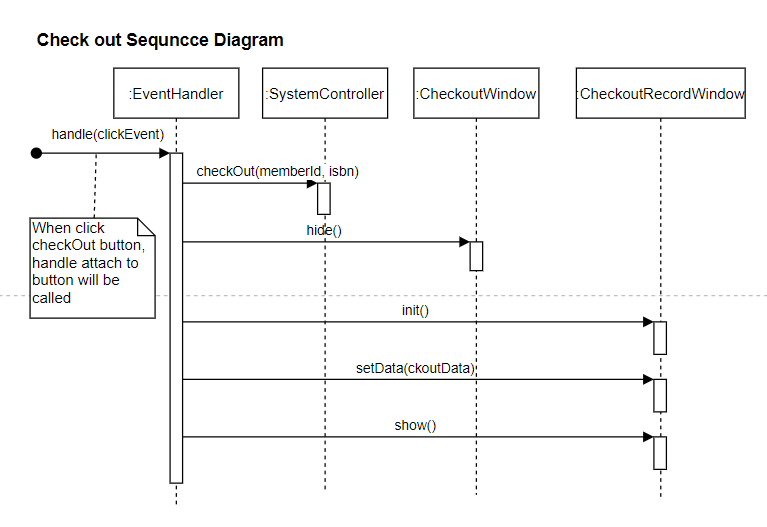 Check out Sequncce Diagram
:EventHandler
:SystemController
:CheckoutWindow
:CheckoutRecordWindow
handle(clickEvent)
checkOut(memberId, isbn)
When click
checkOut button,
handle attach to
button will be
called
hide()
init()
setData(ckoutData)
show()